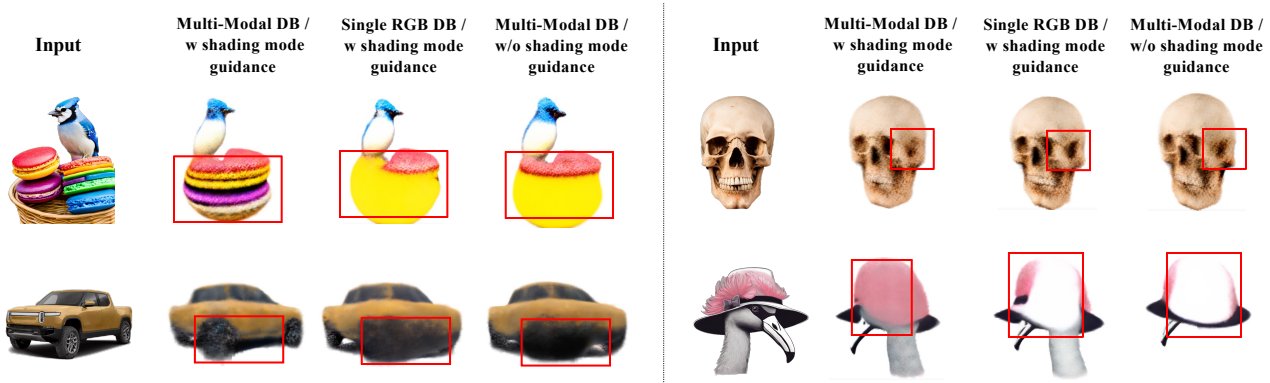 Input
Multi-Modal DB /
w shading mode
guidance
Single RGB DB /
w shading mode
guidance
Multi-Modal DB /
w/o shading mode
guidance
Input
Multi-Modal DB /
w shading mode
guidance
Single RGB DB /
w shading mode
guidance
Multi-Modal DB /
w/o shading mode
guidance